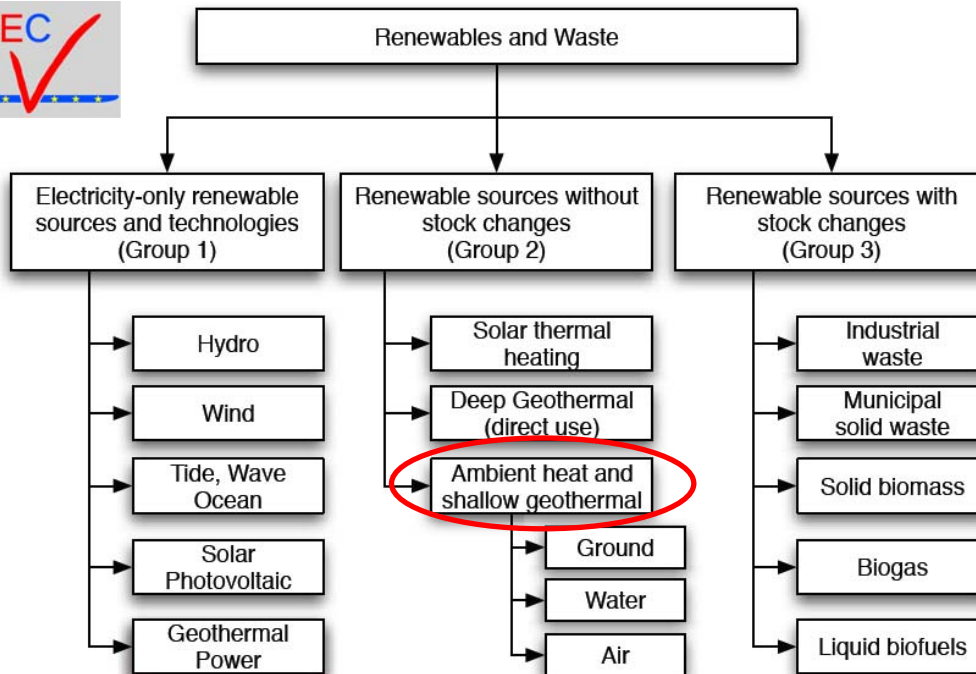 EC
Renewables and Waste
Electricity-only renewable
sources and technologies
(Group 1)
Renewable sources without
stock changes
(Group 2)
Renewable sources with
stock changes
(Group 3)
Hydro
Wind
Tide, Wave
Ocean
Solar
Photovoltaic
Geothermal
Power
Solar thermal
heating
Deep Geothermal
(direct use)
Ambient heat and
shallow geothermal
Ground
Water
Air
Industrial
waste
Municipal
solid waste
Solid biomass
Biogas
Liquid biofuels